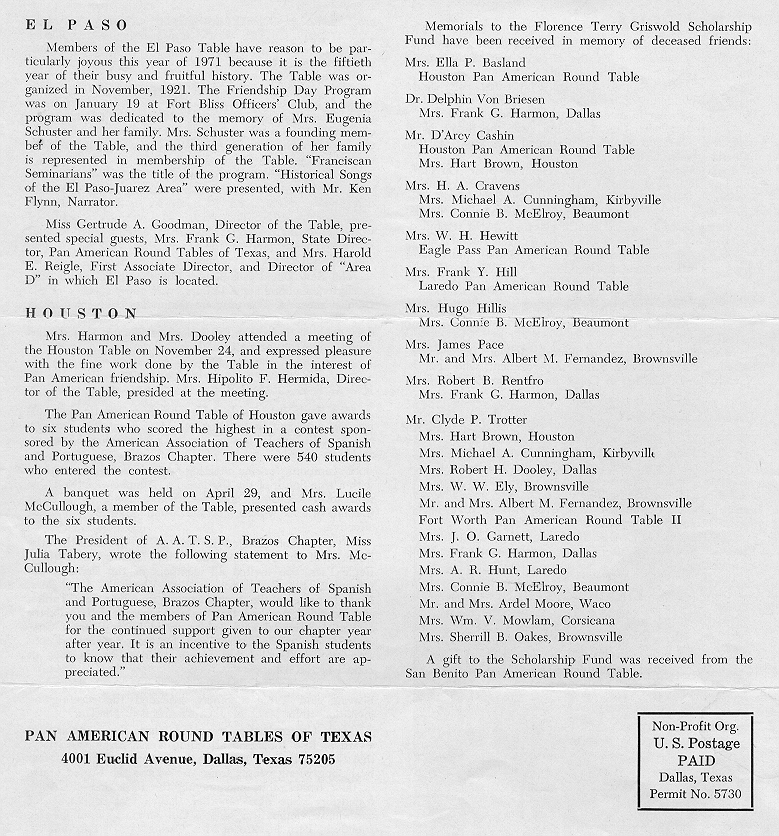 EL PASO
Members of the El Paso Table have reason to be par-
ticularly joyous this year of 1971 because it is the fiftieth
year of their busy and fruitful history. The Table was or-
ganized in November, 1921. The Friendship Day Program
was on January 19 at Fort Bliss Officers' Club, and the
program was dedicated to the memory of Mrs. Eugenia
Schuster and her family. Mrs. Schuster was a founding mem-
ber of the Table, and the third generation of her family
is represented in membership of the Table. "Franciscan
Seminarians" was the title of the program. "Historical Songs
of the El Paso-Juarez Area" were presented, with Mr. Ken
Flynn, Narrator.
Miss Gertrude A. Goodman, Director of the Table, pre-
sented special guests, Mrs. Frank G. Harmon, State Direc-
tor, Pan American Round Tables of Texas, and Mrs. Harold
E. Reigle, First Associate Director, and Director of "Area
D" in which El Paso is located.
HOUSTON
Mrs. Harmon and Mrs. Dooley attended a meeting of
the Houston Table on November 24, and expressed pleasure
with the fine work done by the Table in the interest of
Pan American friendship. Mrs. Hipolito F. Hermida, Direc-
tor of the Table, presided at the meeting.
The Pan American Round Table of Houston gave awards
to six students who scored the highest in a contest spon-
sored by the American Association of Teachers of Spanish
and Portuguese, Brazos Chapter. There were 540 students
who entered the contest.
A banquet was held on April 29, and Mrs. Lucile
McCullough, a member of the Table, presented cash awards
to the six students.
The President of A. A. T. S. P., Brazos Chapter, Miss
Julia Tabery, wrote the following statement to Mrs. Mc-
Cullough:
"The American Association of Teachers of Spanish
and Portuguese, Brazos Chapter, would like to thank
you and the members of Pan American Round Table
for the continued support given to our chapter year
after year. It is an incentive to the Spanish students
to know that their achievement and effort are ap-
preciated."
Memorials to the Florence Terry Griswold Scholarship
Fund have been received in memory of deceased friends:
Mrs. Ella P. Basland
Houston Pan American Round Table
Dr. Delphin Von Briesen
Mrs. Frank G. Harmon, Dallas
Mr. D'Arcy Cashin
Houston Pan American Round Table
Mrs. Hart Brown, Houston
Mrs. H. A. Cravens
Mrs. Michael A. Cunningham, Kirbyville
Mrs. Connie B. McElroy, Beaumont
Mrs. W. H. Hewitt
Eagle Pass Pan American Round Table
Mrs. Frank Y. Hill
Laredo Pan American Round Table
Mrs. Hugo Hillis
Mrs. Connie B. McElroy, Beaumont
Mrs. James Pace
Mr. and Mrs. Albert M. Fernandez, Brownsville
Mrs. Robert B. Rentfro
Mrs. Frank G. Harmon, Dallas
Mr. Clyde P. Trotter
Mrs. Hart Brown, Houston
Mrs. Michael A. Cunningham, Kirbyville
Mrs. Robert H. Dooley, Dallas
Mrs. W. W. Ely, Brownsville
Mr. and Mrs. Albert M. Fernandez, Brownsville
Fort Worth Pan American Round Table II
Mrs. J. O. Garnett, Laredo
Mrs. Frank G. Harmon, Dallas
Mrs. A. R. Hunt, Laredo
Mrs. Connie B. McElroy, Beaumont
Mr. and Mrs. Ardel Moore, Waco
Mrs. Wm. V. Mowlam, Corsicana
Mrs. Sherrill B. Oakes, Brownsville
A gift to the Scholarship Fund was received from the
San Benito Pan American Round Table.
PAN AMERICAN ROUND TABLES OF TEXAS
4001 Euclid Avenue, Dallas, Texas 75205
Non-Profit Org.
U. S. Postage
PAID
Dallas, Texas
Permit No. 5730